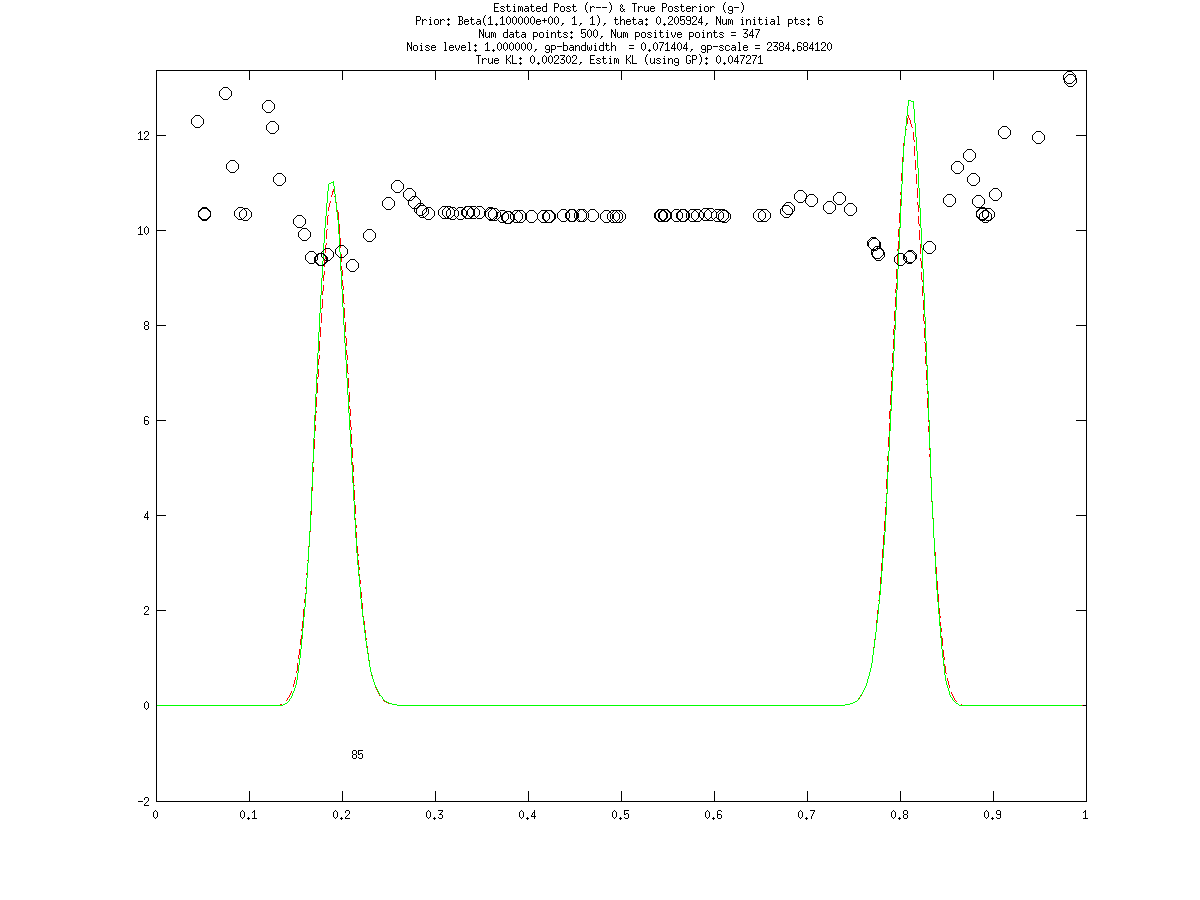 Estimated Post (r--) & True Posterior (g-)
Prior: Beta(1.100000e+00, 1, 1), theta: 0.205924, Num initial pts: 6
Num data points: 500, Num positive points = 347
Noise level: 1.000000, gp-bandwidth  = 0.071404, gp-scale = 2384.684120
True KL: 0.002302, Estim KL (using GP): 0.047271
12
10
8
6
4
2
0
85
-2
0 0.1 0.2 0.3 0.4 0.5 0.6 0.7 0.8 0.9 1